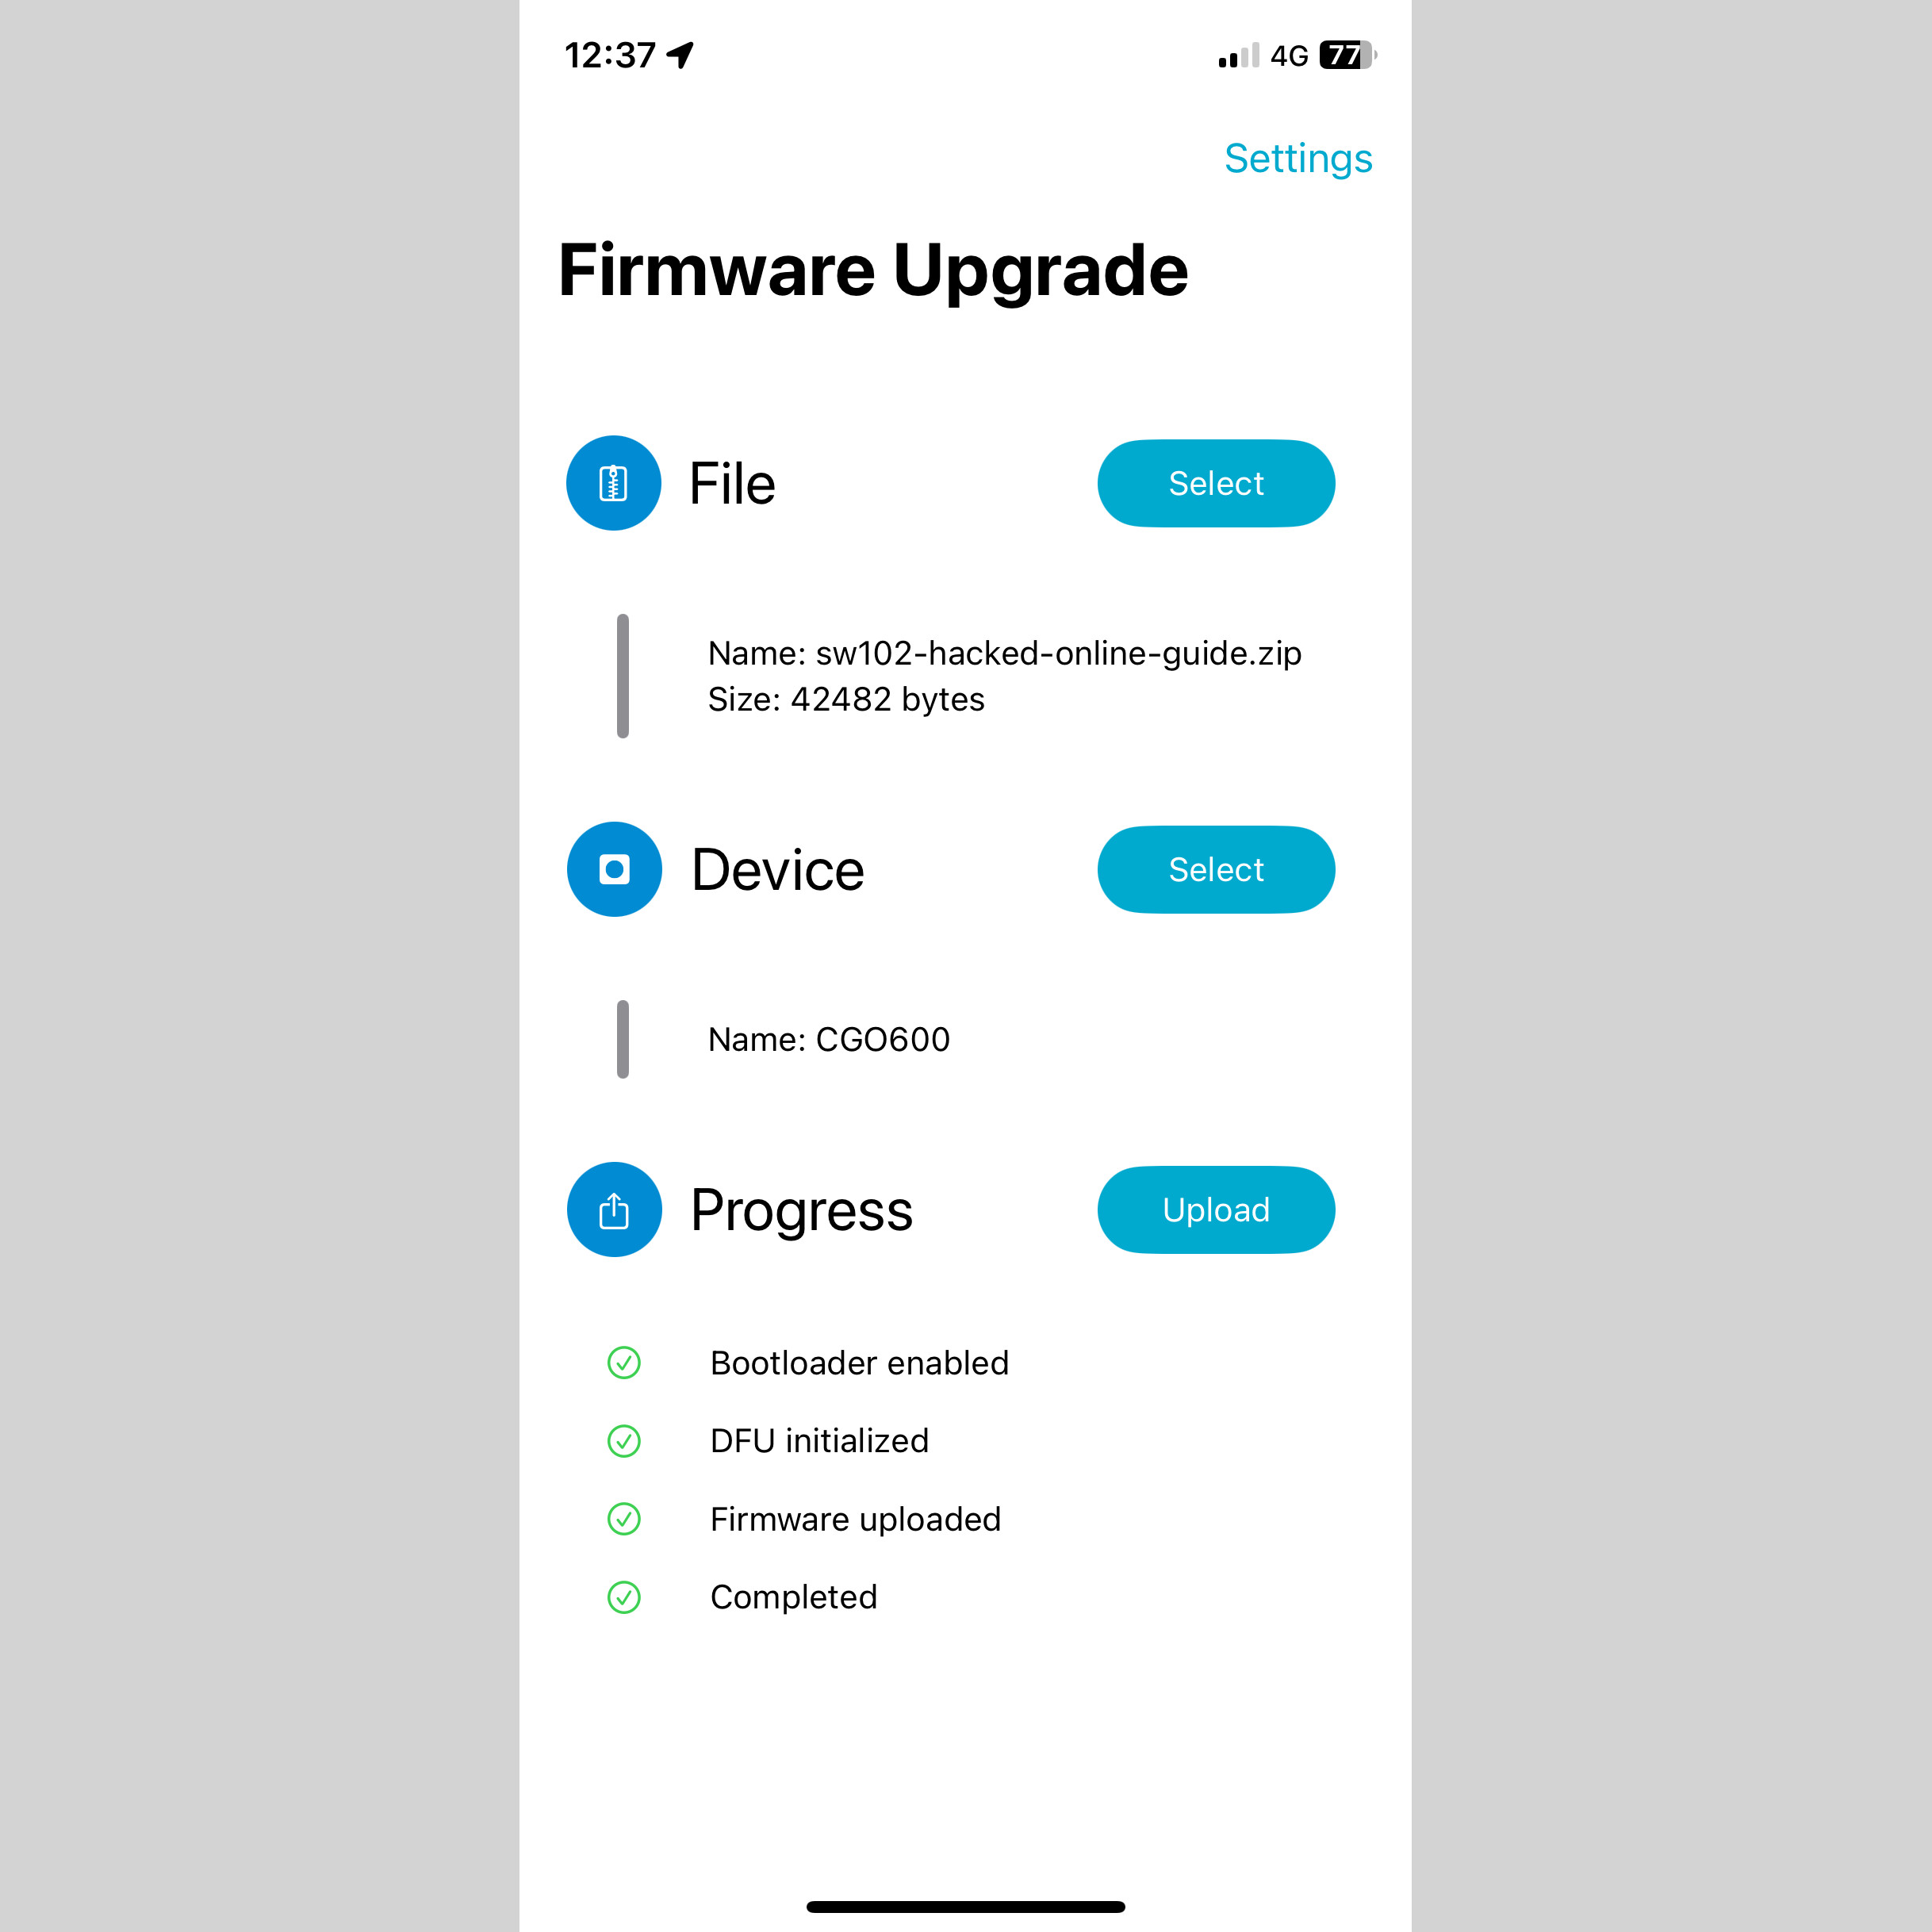 12:37 4G 77
Settings
Firmware Upgrade
File Select
Name: sw102-hacked-online-guide.zip
Size: 42482 bytes
Device Select
Name: CGO600
Progress Upload
Bootloader enabled
DFU initialized
Firmware uploaded
Completed